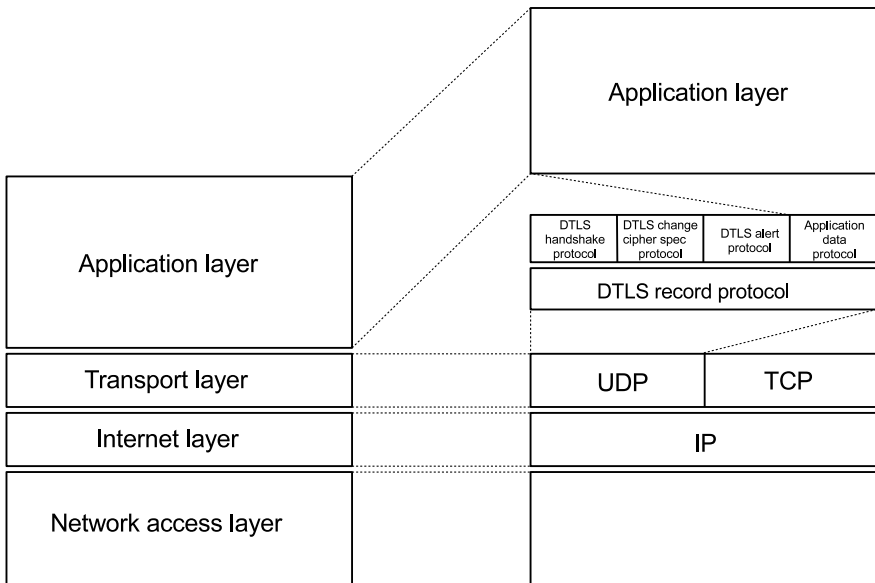 Application layer
Application layer
DTLS
handshake
protocol
DTLS change
cipher spec
protocol
DTLS alert
protocol
Application
data
protocol
DTLS record protocol
Transport layer
UDP
TCP
Internet layer
IP
Network access layer